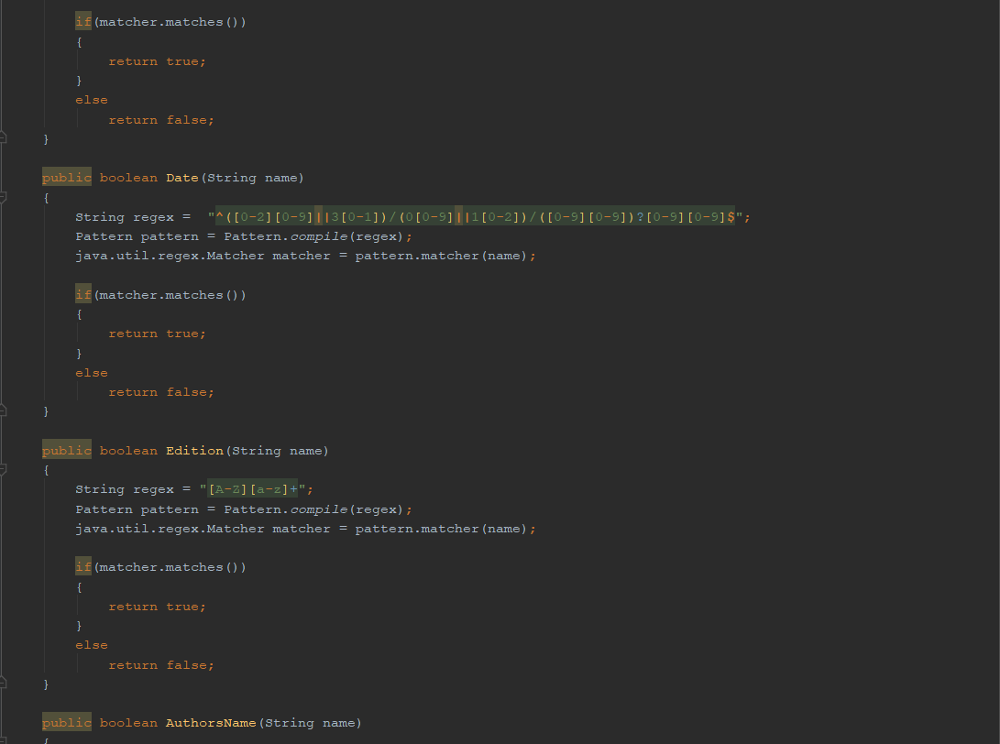 if(matcher.matches())
{
return true;
}
else
return false;
}
public boolean Date(String name)
{
String regex =  "^([0-2][0-9]||3[0-1])/(0[0-9]||1[0-2])/([0-9][0-9])?[0-9][0-9]$";
Pattern pattern = Pattern.compile(regex);
java.util.regex.Matcher matcher = pattern.matcher(name);
if(matcher.matches())
{
return true;
}
else
return false;
}
public boolean Edition(String name)
{
String regex = "[A-Z][a-z]+";
Pattern pattern = Pattern.compile(regex);
java.util.regex.Matcher matcher = pattern.matcher(name);
if(matcher.matches())
{
return true;
}
else
return false;
}
public boolean AuthorsName(String name)
{